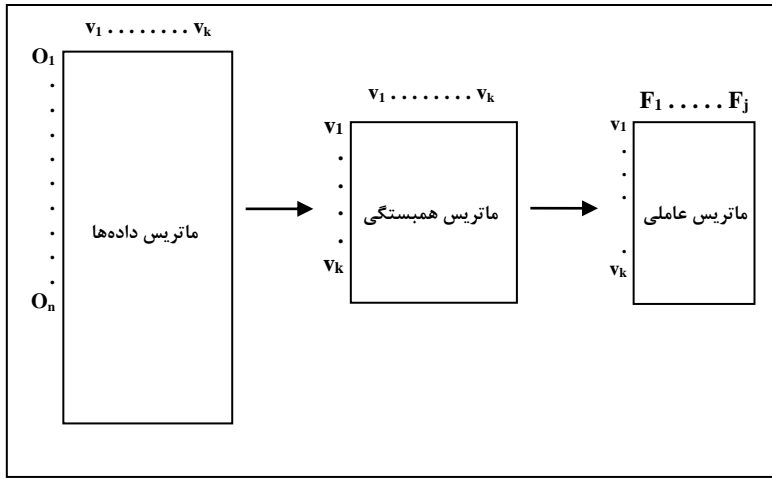 v1 . . . . . . . . vk
O1
.
.
.
.
.
.
.
.
.
On
ماتریس داده‌ها
v1 . . . . . . . . vk
v1
.
.
.
.
vk
ماتریس همبستگی
F1 . . . . . Fj
v1
.
.
.
.
vk
ماتریس عاملی